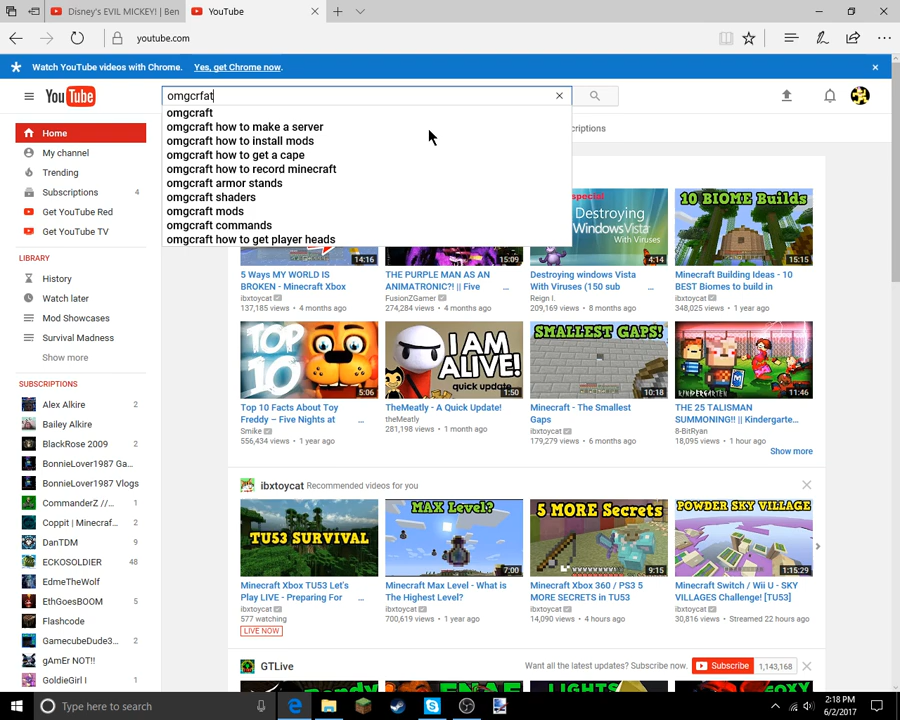 Disney's EVIL MICKEY! | Ben
YouTube
youtube.com
Watch YouTube videos with Chrome. Yes, get Chrome now.
YouTube
omgcrfat
omgcraft
omgcraft how to make a server
omgcraft how to install mods
omgcraft how to get a cape
omgcraft how to record minecraft
omgcraft armor stands
omgcraft shaders
omgcraft mods
omgcraft commands
omgcraft how to get player heads
criptions
Home
My channel
Trending
Subscriptions 4
Get YouTube Red
Get YouTube TV
LIBRARY
History
Watch later
Mod Showcases
Survival Madness
Show more
SUBSCRIPTIONS
Alex Alkire 2
Bailey Alkire
BlackRose 2009 2
BonnieLover1987 Ga...
BonnieLover1987 Vlogs
CommanderZ //... 2
Coppit | Minecraf... 2
DanTDM 9
ECKOSOLDIER 48
EdmeTheWolf
EthGoesBOOM 5
Flashcode
GamecubeDude3... 2
gAmEr NOT!!
GoldieGirl I 2
14:16
15:09
special
Destroying
Windows Vista
With Viruses
4:14
10 BIOME Builds
15:15
5 Ways MY WORLD IS
BROKEN - Minecraft Xbox
ibxtoycat
137,185 views • 4 months ago
THE PURPLE MAN AS AN
ANIMATRONIC?! || Five ...
FusionZGamer
274,284 views • 4 months ago
Destroying windows Vista
With Viruses (150 sub ...
Reign I.
209,169 views • 8 months ago
Minecraft Building Ideas - 10
BEST Biomes to build in
ibxtoycat
348,025 views • 1 year ago
TOP
10
5:06
I AM
ALIVE!
quick update
1:50
SMALLEST GAPS!
10:18
KINDERGARTEN
11:46
Top 10 Facts About Toy
Freddy – Five Nights at ...
Smike
556,434 views • 1 year ago
TheMeatly - A Quick Update!
theMeatly
281,198 views • 1 month ago
Minecraft - The Smallest
Gaps
ibxtoycat
179,279 views • 6 months ago
THE 25 TALISMAN
SUMMONING!! || Kindergarte...
8-BitRyan
18,095 views • 1 hour ago
Show more
ibxtoycat Recommended videos for you
TU53 SURVIVAL
MAX Level?
7:00
5 MORE Secrets
9:15
POWDER SKY VILLAGE
1:15:29
Minecraft Xbox TU53 Let's
Play LIVE - Preparing For ...
ibxtoycat
577 watching
LIVE NOW
Minecraft Max Level - What is
The Highest Level?
ibxtoycat
700,619 views • 1 year ago
Minecraft Xbox 360 / PS3 5
MORE SECRETS in TU53
ibxtoycat
14,090 views • 4 hours ago
Minecraft Switch / Wii U - SKY
VILLAGES Challenge! [TU53]
ibxtoycat
30,816 views • Streamed 22 hours ago
GTLive
Want all the latest updates? Subscribe now. Subscribe 1,143,168
LIGHTS
FOXY
Type here to search
2:18 PM
6/2/2017